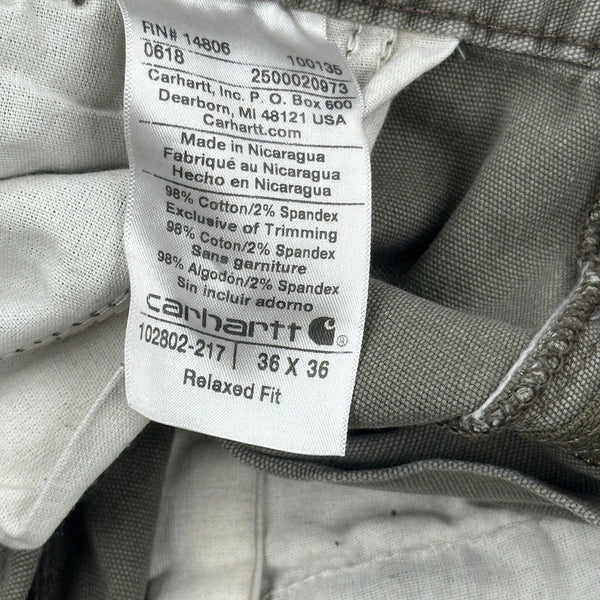 RN# 14806 100135
0618 2500020973
Carhartt, Inc. P. O. Box 600
Dearborn, MI 48121 USA
Carhartt.com
Made in Nicaragua
Fabriqué au Nicaragua
Hecho en Nicaragua
98% Cotton/2% Spandex
Exclusive of Trimming
98% Coton/2% Spandex
Sans garniture
98% Algodón/2% Spandex
Sin incluir adorno
carhartt
102802-217 | 36 X 36
Relaxed Fit